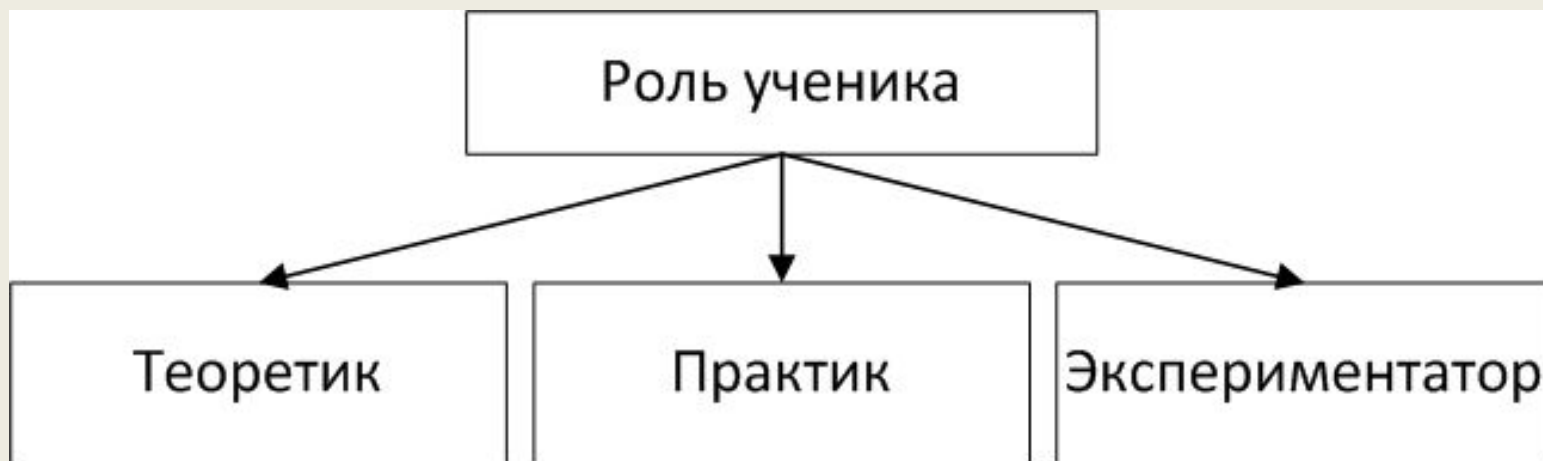 Роль ученика
Теоретик
Практик
Экспериментатор